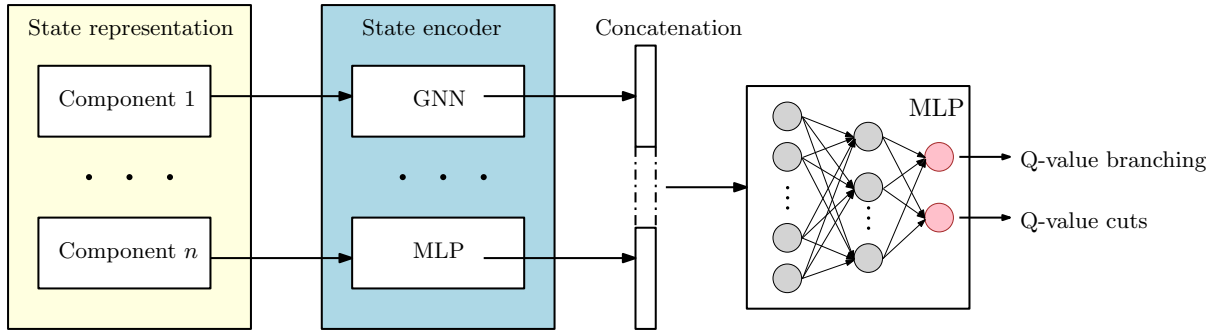 State representation
State encoder
Concatenation
Component 1
GNN
MLP
Q-value branching
Q-value cuts
Component n
MLP